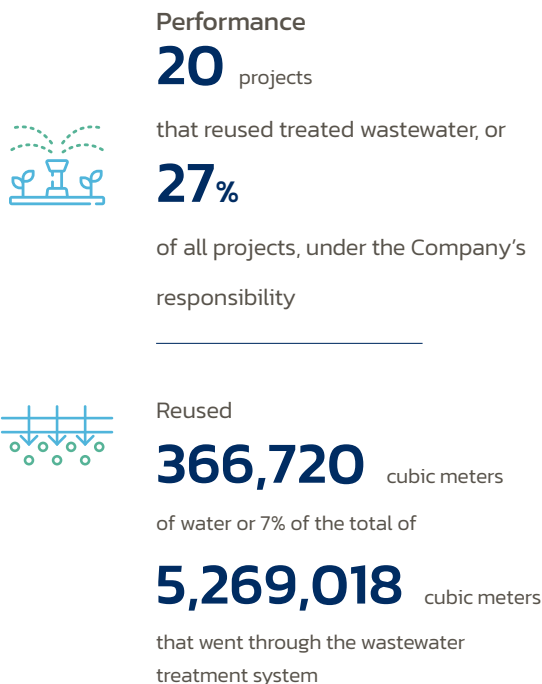 Performance
20 projects
that reused treated wastewater, or
27%
of all projects, under the Company's
responsibility
Reused
366,720 cubic meters
of water or 7% of the total of
5,269,018 cubic meters
that went through the wastewater
treatment system